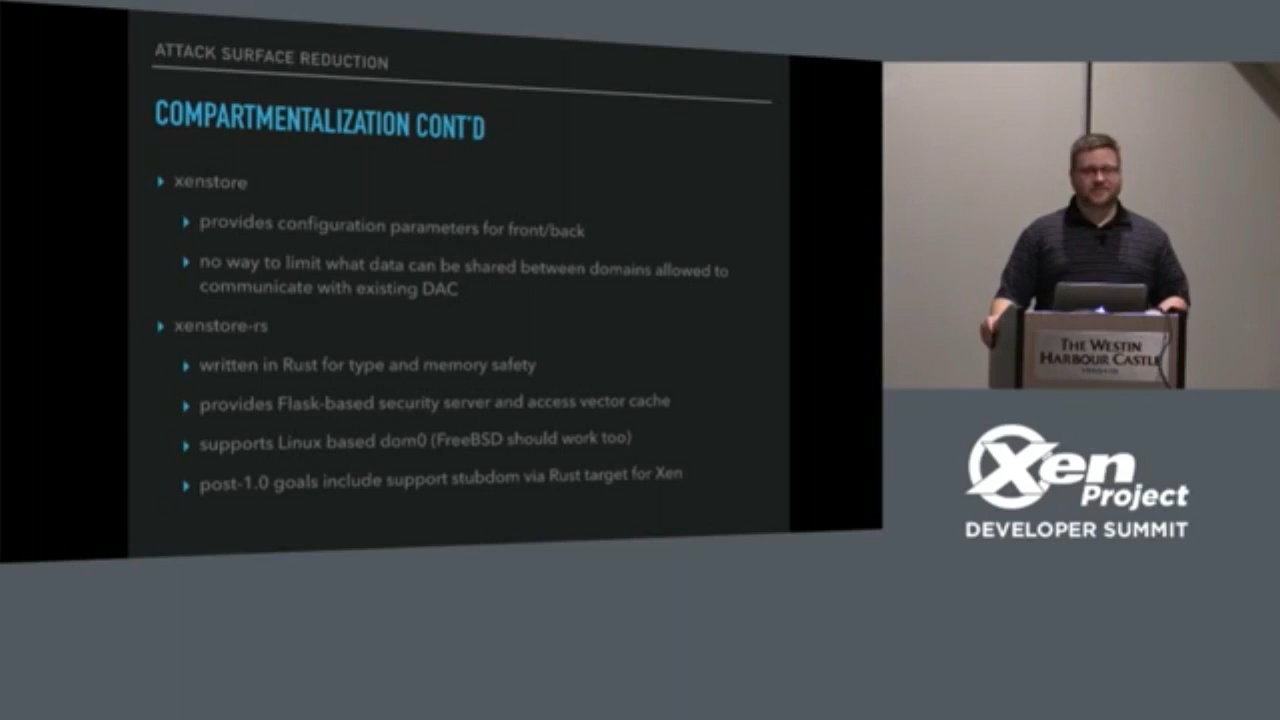 ATTACK SURFACE REDUCTION
COMPARTMENTALIZATION CONT'D
xenstore
provides configuration parameters for front/back
no way to limit what data can be shared between domains allowed to
communicate with existing DAC
xenstore-rs
written in Rust for type and memory safety
provides Flask-based security server and access vector cache
supports Linux based dom0 (FreeBSD should work too)
post-1.0 goals include support stubdom via Rust target for Xen
THE WESTIN
HARBOUR CASTLE
TORONTO
Xen
Project
DEVELOPER SUMMIT